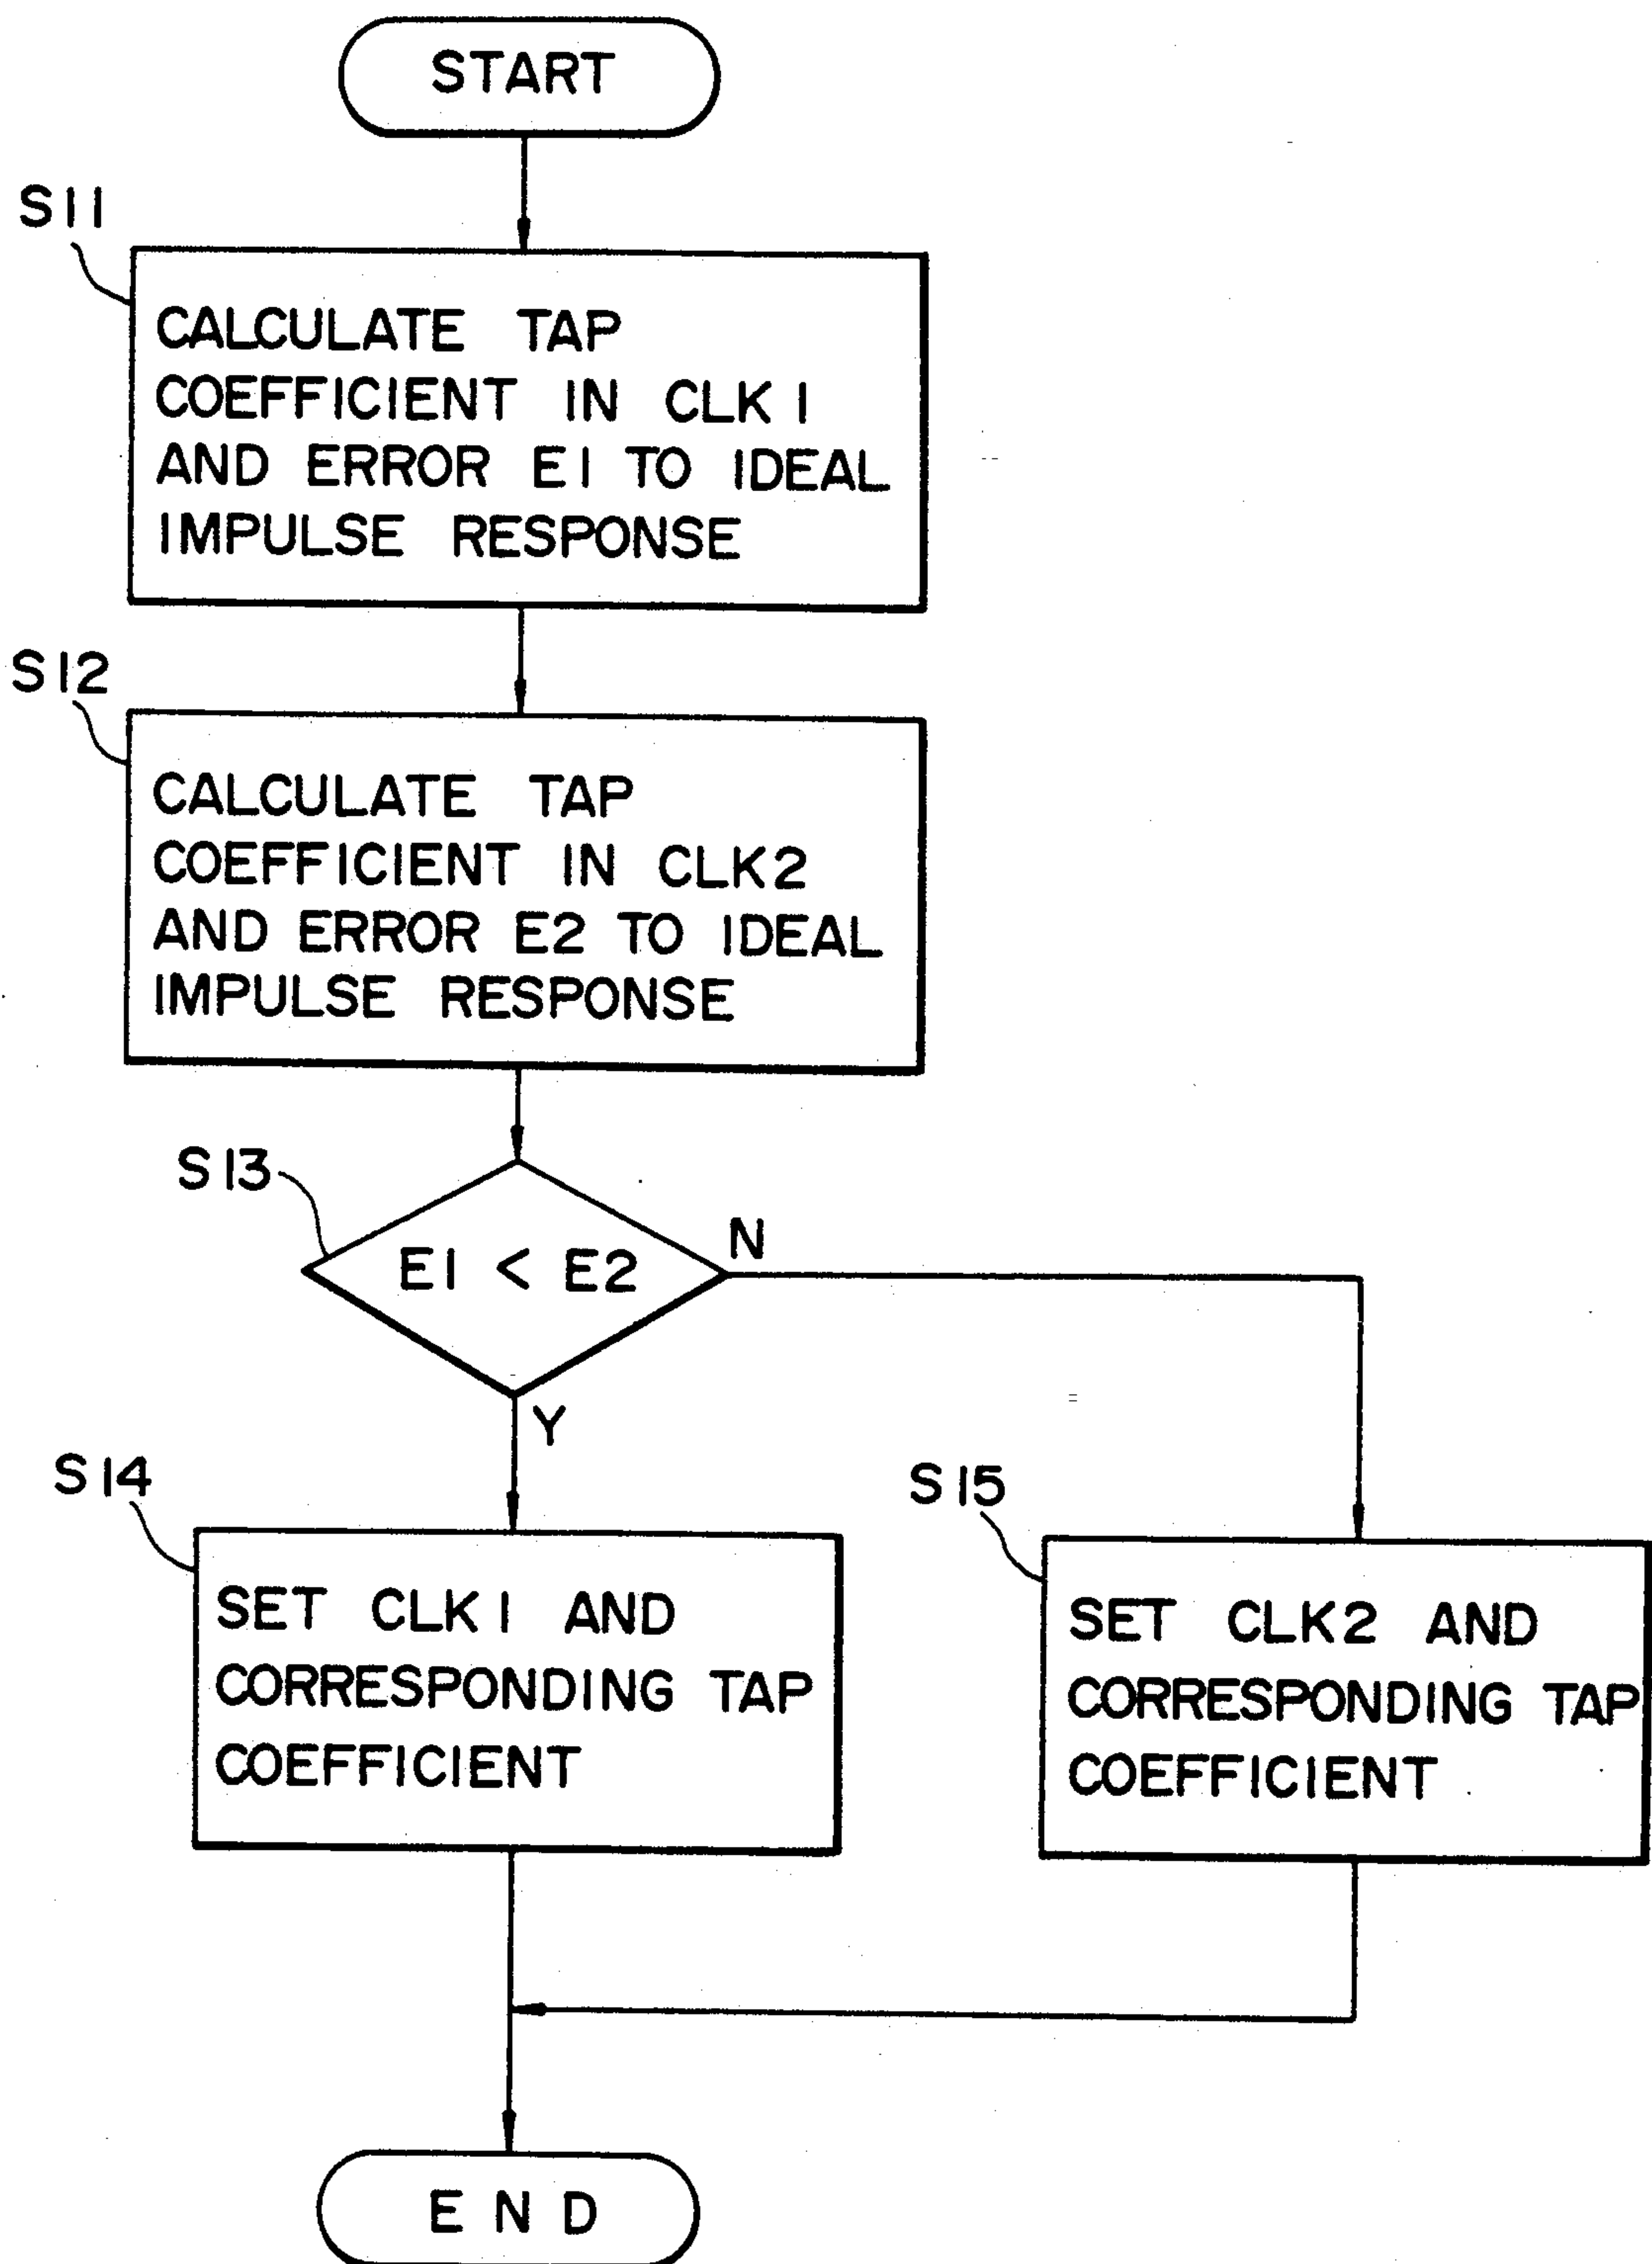 START
S11
CALCULATE TAP
COEFFICIENT IN CLK1
AND ERROR E1 TO IDEAL
IMPULSE RESPONSE
S12
CALCULATE TAP
COEFFICIENT IN CLK2
AND ERROR E2 TO IDEAL
IMPULSE RESPONSE
S13
E1 < E2
N
Y
S14
SET CLK1 AND
CORRESPONDING TAP
COEFFICIENT
S15
SET CLK2 AND
CORRESPONDING TAP
COEFFICIENT
END